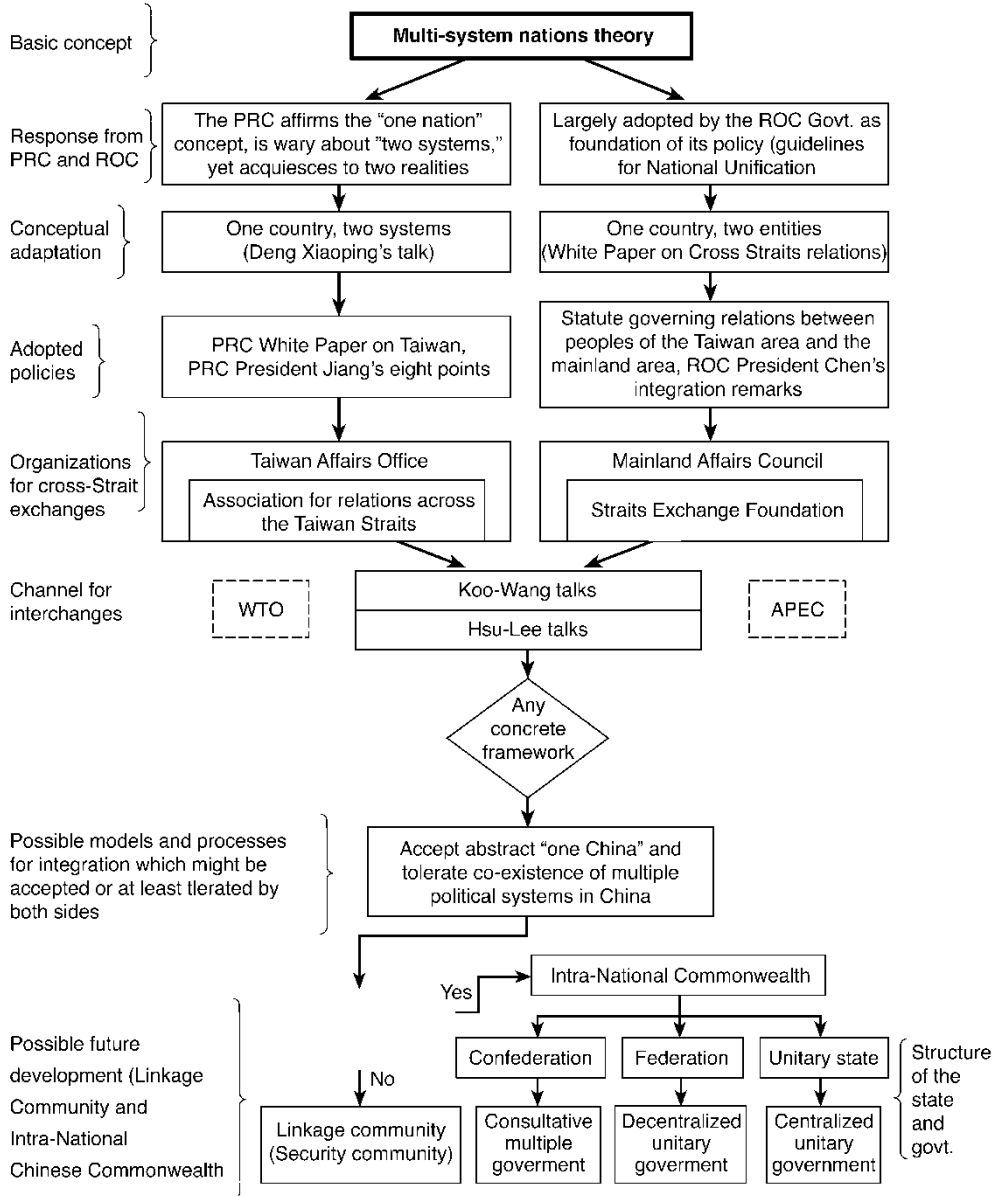 Basic concept
Multi-system nations theory
Response from
PRC and ROC
The PRC affirms the “one nation”
concept, is wary about ”two systems,”
yet acquiesces to two realities
Largely adopted by the ROC Govt. as
foundation of its policy (guidelines
for National Unification
Conceptual
adaptation
One country, two systems
(Deng Xiaoping’s talk)
One country, two entities
(White Paper on Cross Straits relations)
Adopted
policies
PRC White Paper on Taiwan,
PRC President Jiang’s eight points
Statute governing relations between
peoples of the Taiwan area and the
mainland area, ROC President Chen’s
integration remarks
Organizations
for cross-Strait
exchanges
Taiwan Affairs Office
Association for relations across
the Taiwan Straits
Mainland Affairs Council
Straits Exchange Foundation
Channel for
interchanges
WTO
Koo-Wang talks
Hsu-Lee talks
APEC
Any
concrete
framework
Possible models and processes
for integration which might be
accepted or at least tlerated by
both sides
Accept abstract “one China” and
tolerate co-existence of multiple
political systems in China
Yes
Intra-National Commonwealth
Possible future
development (Linkage
Community and
Intra-National
Chinese Commonwealth
No
Linkage community
(Security community)
Confederation
Federation
Unitary state
Consultative
multiple
goverment
Decentralized
unitary
goverment
Centralized
unitary
government
Structure
of the
state
and
govt.